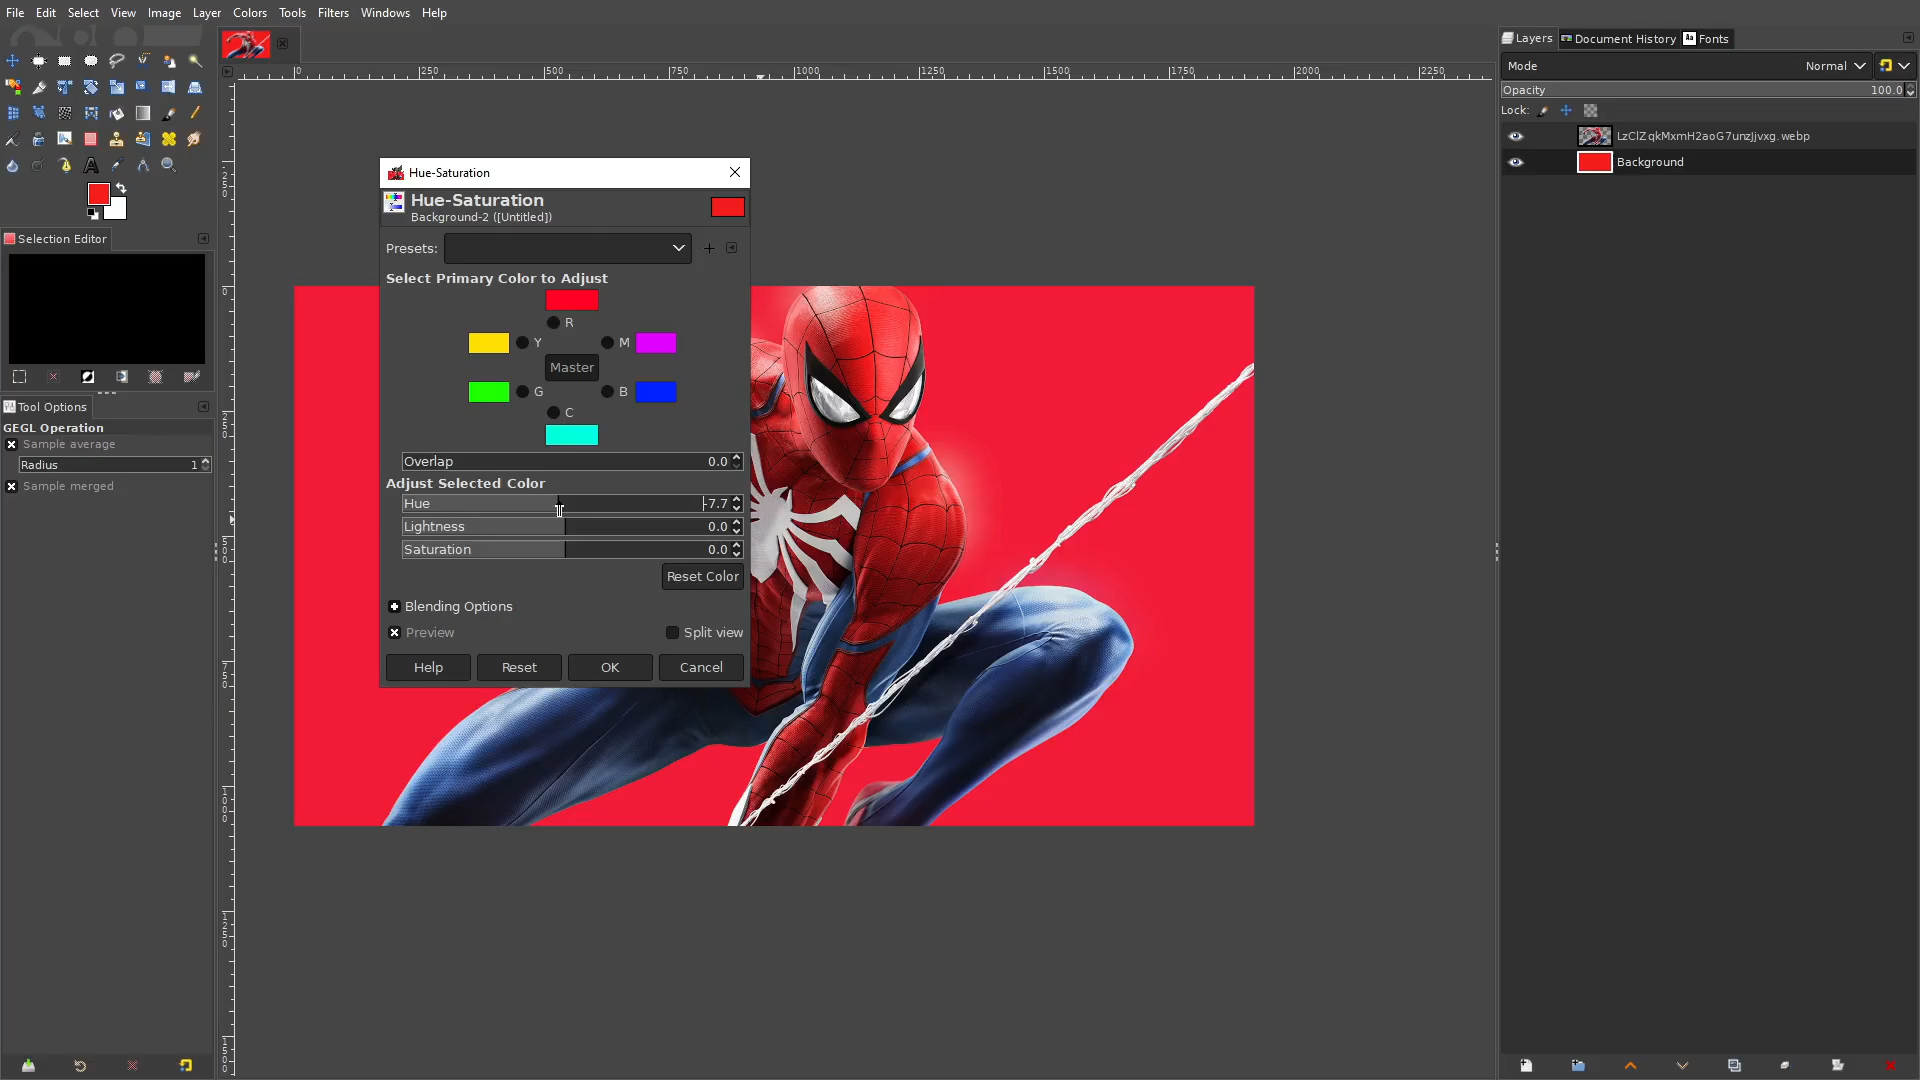 File Edit Select View Image Layer Colors Tools Filters Windows Help
Layers Document History Fonts
Mode Normal
Opacity 100.0
Lock:
LzClZqkMxmH2aoG7unzJjvxg.webp
Background
0 250 500 750 1000 1250 1500 1750 2000 2250
Selection Editor
Tool Options
GEGL Operation
Sample average
Radius 1
Sample merged
Hue-Saturation
Hue-Saturation
Background-2 ([Untitled])
Presets:
Select Primary Color to Adjust
R
Y M
Master
G B
C
Overlap 0.0
Adjust Selected Color
Hue -7.7
Lightness 0.0
Saturation 0.0
Reset Color
Blending Options
Preview Split view
Help Reset OK Cancel